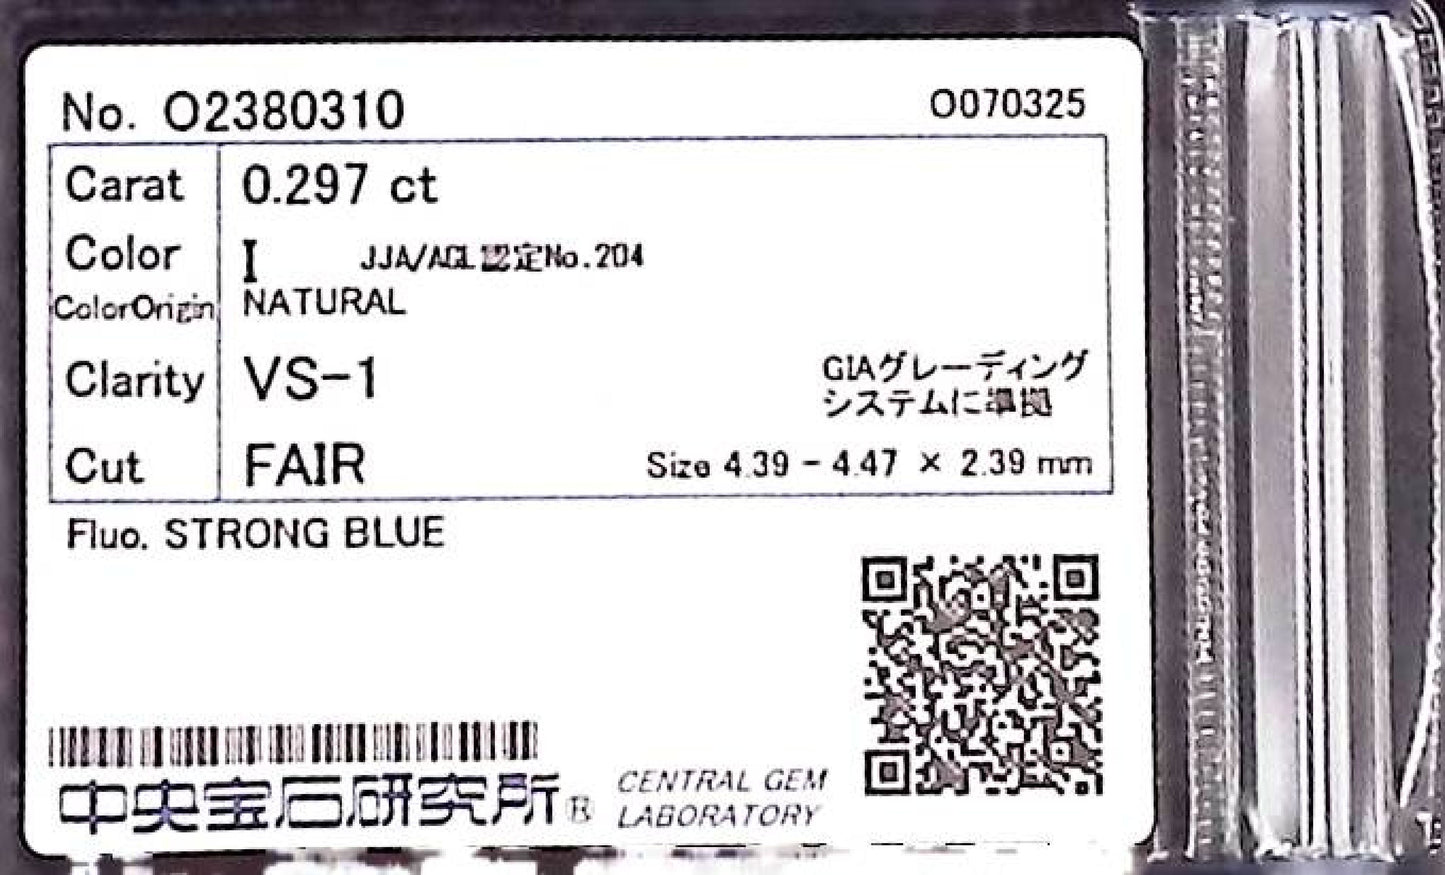 No. O2380310
O070325
Carat 0.297 ct
Color I JJA/AGL認定No.204
ColorOrigin NATURAL
Clarity VS-1
GIAグレーディング
システムに準拠
Cut FAIR Size 4.39 - 4.47 × 2.39 mm
Fluo. STRONG BLUE
中央宝石研究所®
CENTRAL GEM
LABORATORY